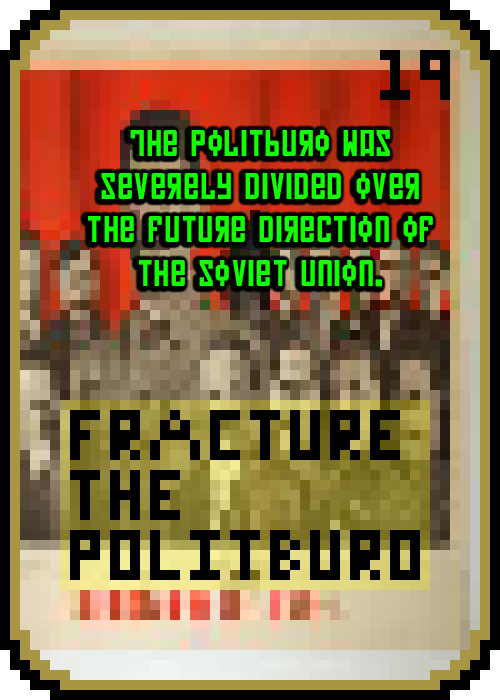 19
THE POLITBURO WAS
SEVERELY DIVIDED OVER
THE FUTURE DIRECTION OF
THE SOVIET UNION.
FRACTURE
THE
POLITBURO